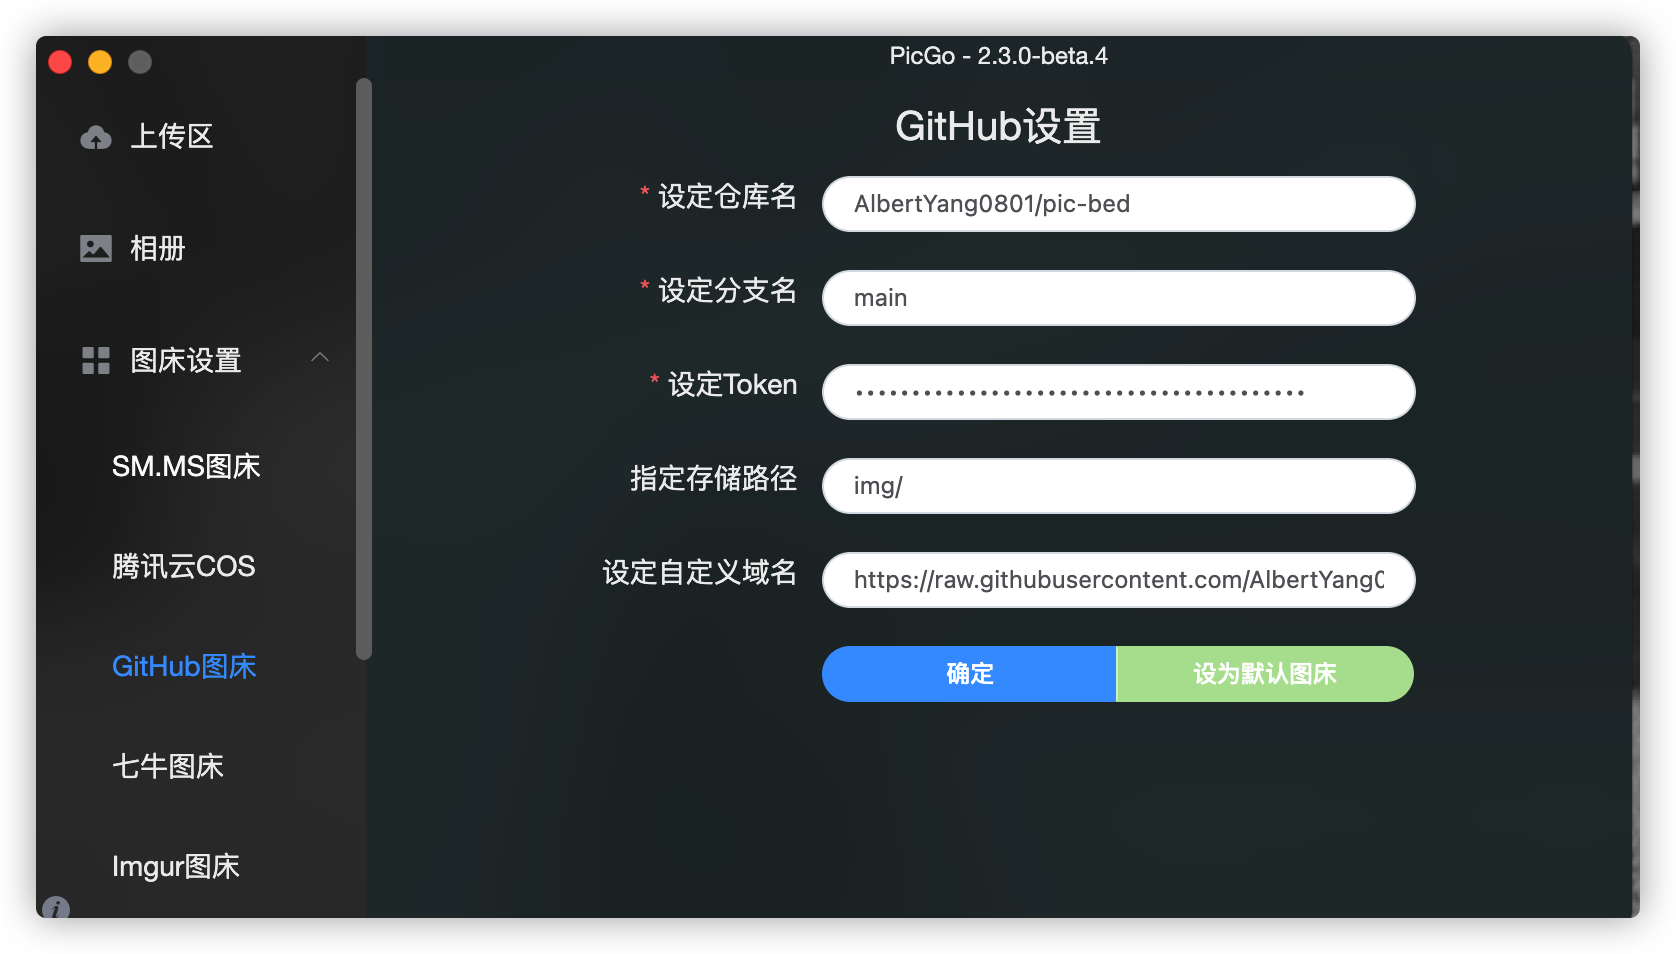 PicGo - 2.3.0-beta.4
上传区
相册
图床设置
SM.MS图床
腾讯云COS
GitHub图床
七牛图床
Imgur图床
GitHub设置
* 设定仓库名
AlbertYang0801/pic-bed
* 设定分支名
main
* 设定Token
•••••••••••••••••••••••••••••••••••••••
指定存储路径
img/
设定自定义域名
https://raw.githubusercontent.com/AlbertYang0
确定
设为默认图床